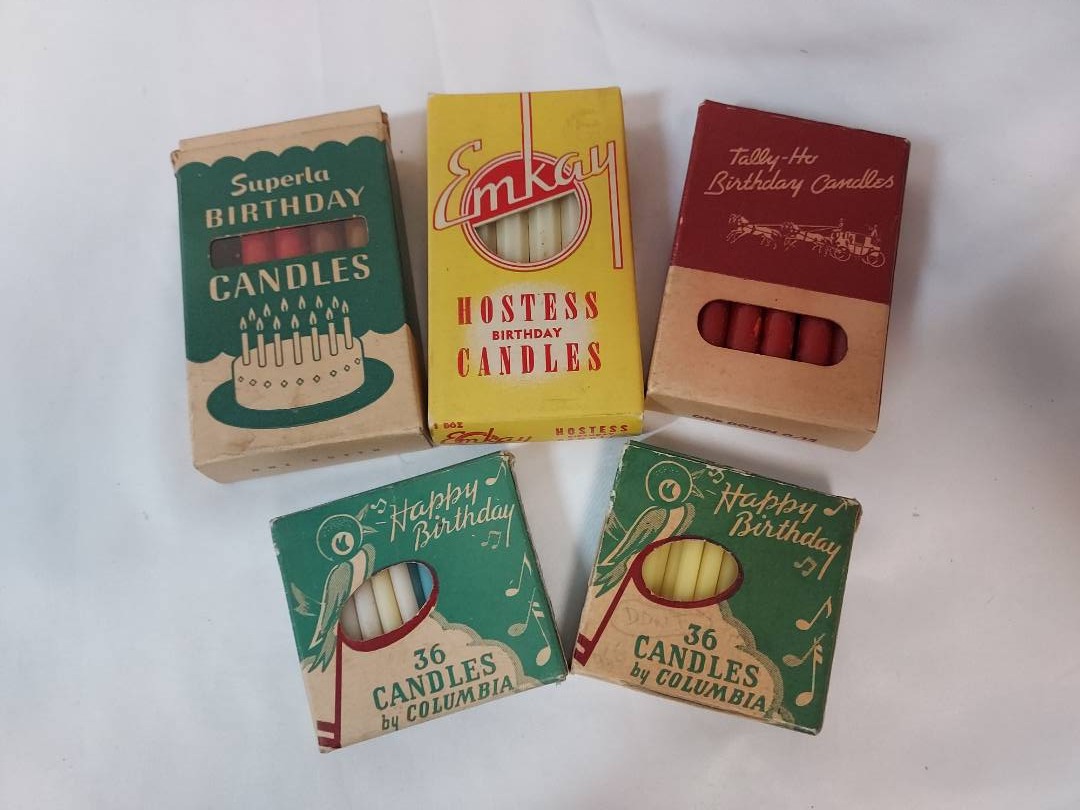 Superla
BIRTHDAY
CANDLES
Emkay
HOSTESS
BIRTHDAY
CANDLES
Emkay
HOSTESS
Tally-Ho
Birthday Candles
Happy
Birthday
36
CANDLES
by COLUMBIA
Happy
Birthday
36
CANDLES
by COLUMBIA